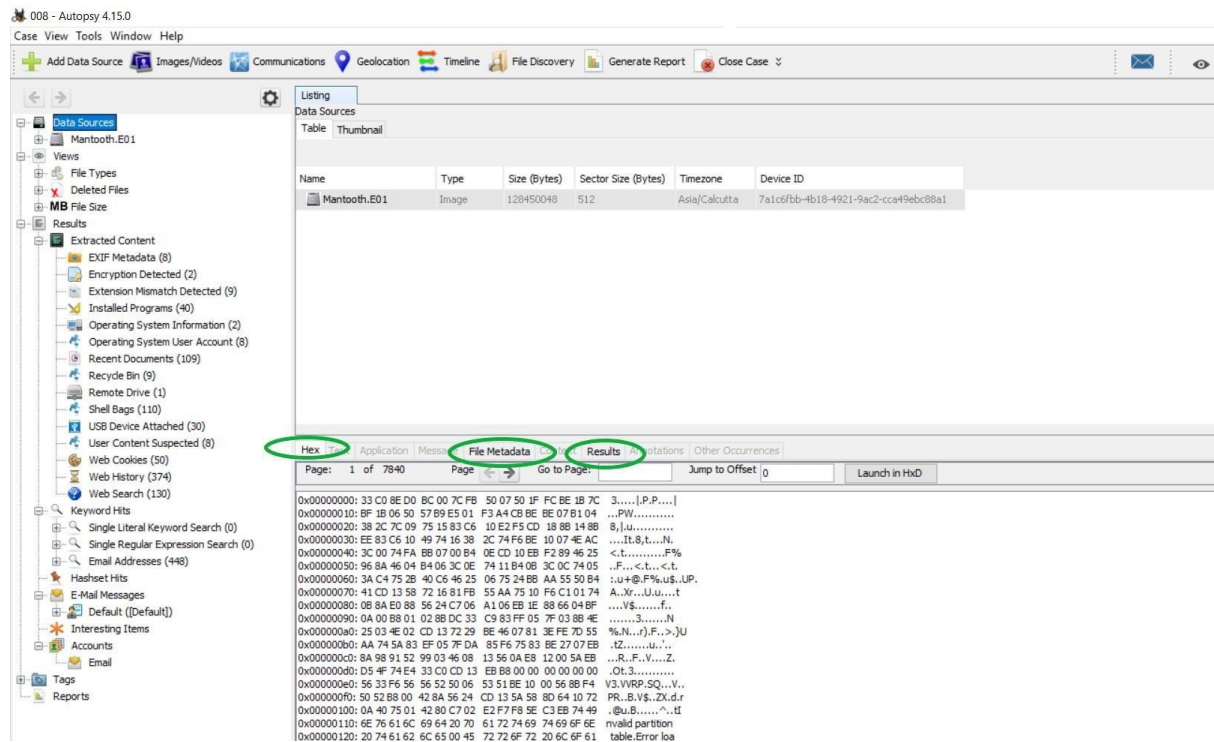 008 - Autopsy 4.15.0
Case View Tools Window Help
Add Data Source Images/Videos Communications Geolocation Timeline File Discovery Generate Report Close Case
Data Sources
Mantooth.E01
Views
File Types
Deleted Files
MB File Size
Results
Extracted Content
EXIF Metadata (8)
Encryption Detected (2)
Extension Mismatch Detected (9)
Installed Programs (40)
Operating System Information (2)
Operating System User Account (8)
Recent Documents (109)
Recycle Bin (9)
Remote Drive (1)
Shell Bags (110)
USB Device Attached (30)
User Content Suspected (8)
Web Cookies (50)
Web History (374)
Web Search (130)
Keyword Hits
Single Literal Keyword Search (0)
Single Regular Expression Search (0)
Email Addresses (448)
Hashset Hits
E-Mail Messages
Default ([Default])
Interesting Items
Accounts
Email
Tags
Reports
Listing
Data Sources
Table Thumbnail
Name Type Size (Bytes) Sector Size (Bytes) Timezone Device ID
Mantooth.E01 Image 128450048 512 Asia/Calcutta 7a1c6fbb-4b18-4921-9ac2-cca49ebc88a1
Hex Application File Metadata Results Other Occurrences
Page: 1 of 7840 Page Go to Page: Jump to Offset 0 Launch in HxD
0x00000000: 33 C0 8E D0 BC 00 7C FB 50 07 50 1F FC BE 1B 7C 3.....|.P.P....|
0x00000010: BF 1B 06 50 57 B9 E5 01 F3 A4 CB BE BE 07 B1 04 ...PW...........
0x00000020: 38 2C 7C 09 75 15 83 C6 10 E2 F5 CD 18 8B 14 8B 8,|.u...........
0x00000030: EE 83 C6 10 49 74 16 38 2C 74 F6 BE 10 07 4E AC ....It.8,t....N.
0x00000040: 3C 00 74 FA BB 07 00 B4 0E CD 10 EB F2 89 46 25 <.t...........F%
0x00000050: 96 8A 46 04 B4 06 3C 0E 74 11 B4 0B 3C 0C 74 05 ..F...<.t...<.t.
0x00000060: 3A C4 75 2B 40 C6 46 25 06 75 24 BB AA 55 50 B4 :.u+@.F%.u$..UP.
0x00000070: 41 CD 13 58 72 16 81 FB 55 AA 75 10 F6 C1 01 74 A..Xr...U.u....t
0x00000080: 0B 8A E0 88 56 24 C7 06 A1 06 EB 1E 88 66 04 BF ....V$.......f..
0x00000090: 0A 00 B8 01 02 8B DC 33 C9 83 FF 05 7F 03 8B 4E .......3.......N
0x000000a0: 25 03 4E 02 CD 13 72 29 BE 46 07 81 3E FE 7D 55 %.N...r).F..>.}U
0x000000b0: AA 74 5A 83 EF 05 7F DA 85 F6 75 83 BE 27 07 EB .tZ.......u..'..
0x000000c0: 8A 98 91 52 99 03 46 08 13 56 0A E8 12 00 5A EB ...R..F..V....Z.
0x000000d0: D5 4F 74 E4 33 C0 CD 13 EB B8 00 00 00 00 00 00 .Ot.3...........
0x000000e0: 56 33 F6 56 56 52 50 06 53 51 BE 10 00 56 8B F4 V3.VVRP.SQ...V..
0x000000f0: 50 52 B8 00 42 8A 56 24 CD 13 5A 58 8D 64 10 72 PR..B.V$..ZX.d.r
0x00000100: 0A 40 75 01 42 80 C7 02 E2 F7 F8 5E C3 EB 74 49 .@u.B......^..tI
0x00000110: 6E 76 61 6C 69 64 20 70 61 72 74 69 74 69 6F 6E nvalid partition
0x00000120: 20 74 61 62 6C 65 00 45 72 72 6F 72 20 6C 6F 61 table.Error loa